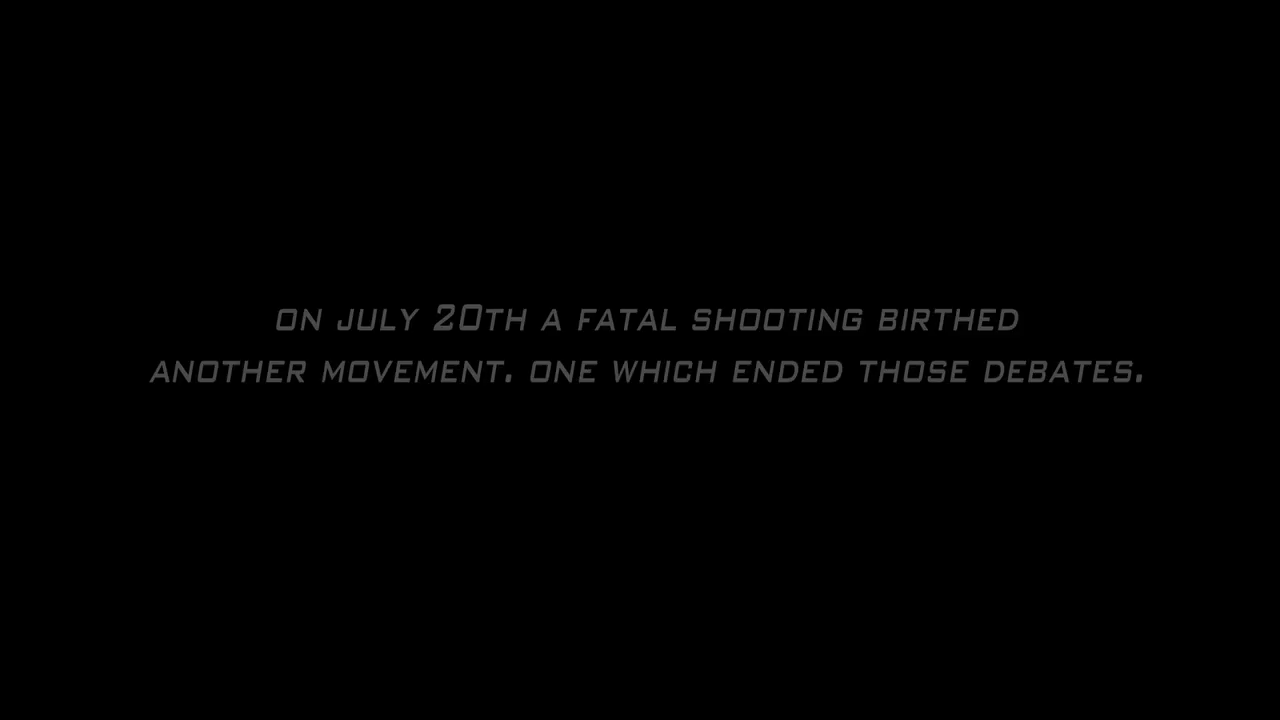 ON JULY 20TH A FATAL SHOOTING BIRTHED
ANOTHER MOVEMENT. ONE WHICH ENDED THOSE DEBATES.